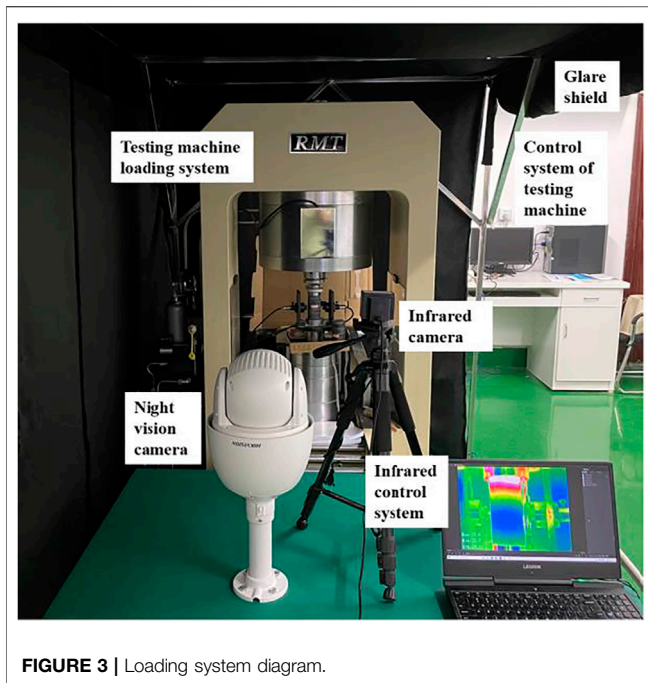 Glare
shield
Testing machine
loading system
RMT
Control
system of
testing
machine
Infrared
camera
Night
vision
camera
HIKVISION
Infrared
control
system
LEGION
FIGURE 3 | Loading system diagram.